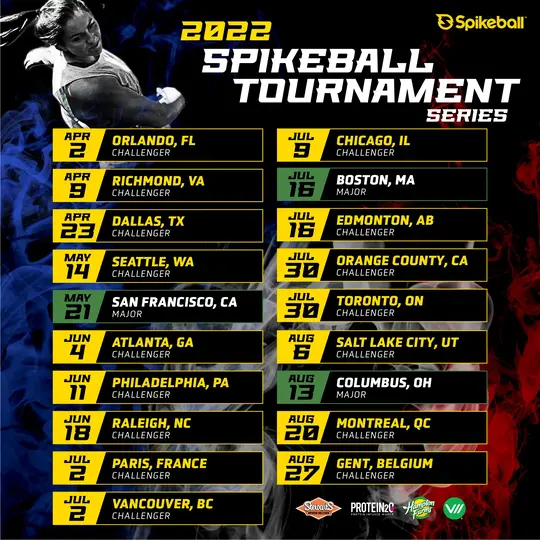 2022
Spikeball
SPIKEBALL
TOURNAMENT
SERIES
APR
2
ORLANDO, FL
CHALLENGER
APR
9
RICHMOND, VA
CHALLENGER
APR
23
DALLAS, TX
CHALLENGER
MAY
14
SEATTLE, WA
CHALLENGER
MAY
21
SAN FRANCISCO, CA
MAJOR
JUN
4
ATLANTA, GA
CHALLENGER
JUN
11
PHILADELPHIA, PA
CHALLENGER
JUN
18
RALEIGH, NC
CHALLENGER
JUL
2
PARIS, FRANCE
CHALLENGER
JUL
2
VANCOUVER, BC
CHALLENGER
JUL
9
CHICAGO, IL
CHALLENGER
JUL
16
BOSTON, MA
MAJOR
JUL
16
EDMONTON, AB
CHALLENGER
JUL
30
ORANGE COUNTY, CA
CHALLENGER
JUL
30
TORONTO, ON
CHALLENGER
AUG
6
SALT LAKE CITY, UT
CHALLENGER
AUG
13
COLUMBUS, OH
MAJOR
AUG
20
MONTREAL, QC
CHALLENGER
AUG
27
GENT, BELGIUM
CHALLENGER
Stewart's
PROTEIN2O
Hampton
Farms